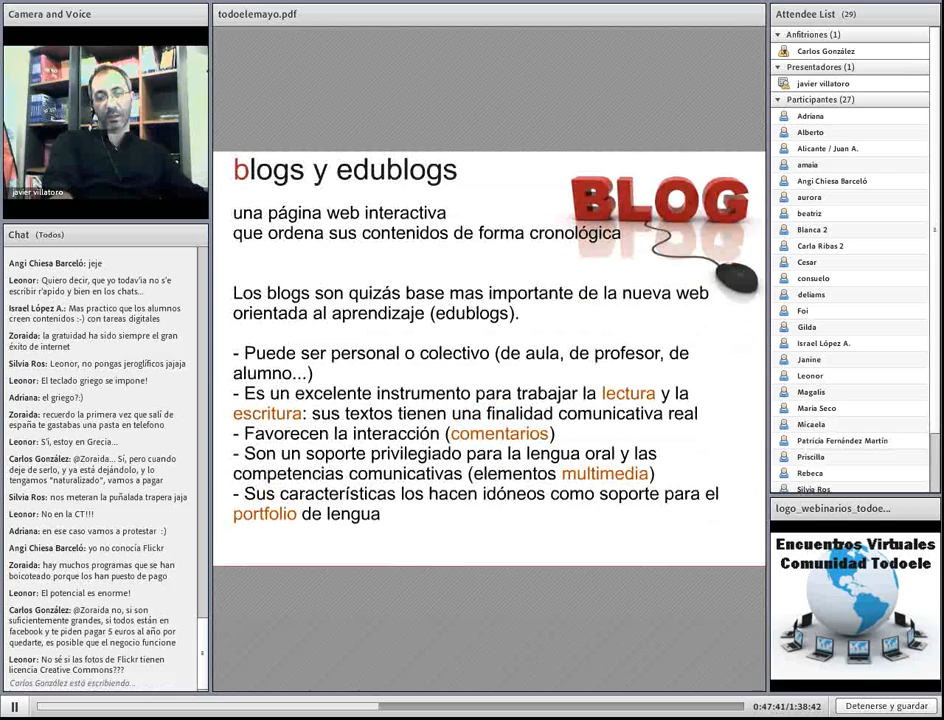 Camera and Voice
javier villatoro
Chat (Todos)
Angi Chiesa Barceló: jeje
Leonor: Quiero decir, que yo todav'ia no s'e
escribir r'apido y bien en los chats...
Israel López A.: Mas practico que los alumnos
creen contenidos :-) con tareas digitales
Zoraida: la gratuidad ha sido siempre el gran
éxito de internet
Silvia Ros: Leonor, no pongas jeroglíficos jajaja
Leonor: El teclado griego se impone!
Adriana: el griego?:)
Zoraida: recuerdo la primera vez que salí de
españa te gastabas una pasta en telefono
Leonor: S'i, estoy en Grecia...
Carlos González: @Zoraida... Sí, pero cuando
deje de serlo, y ya está dejándolo, y lo
tengamos "naturalizado", vamos a pagar
Silvia Ros: nos meteran la puñalada trapera jaja
Leonor: No en la CT!!!
Adriana: en ese caso vamos a protestar :)
Angi Chiesa Barceló: yo no conocía Flickr
Zoraida: hay muchos programas que se han
boicoteado porque los han puesto de pago
Leonor: El potencial es enorme!
Carlos González: @Zoraida no, si son
suficientemente grandes, si todos están en
facebook y te piden pagar 5 euros al año por
quedarte, es posible que el negocio funcione
Leonor: No sé si las fotos de Flickr tienen
licencia Creative Commons???
Carlos González está escribiendo...
todoelemayo.pdf
blogs y edublogs
BLOG
una página web interactiva
que ordena sus contenidos de forma cronológica
Los blogs son quizás base mas importante de la nueva web
orientada al aprendizaje (edublogs).
- Puede ser personal o colectivo (de aula, de profesor, de
alumno...)
- Es un excelente instrumento para trabajar la lectura y la
escritura: sus textos tienen una finalidad comunicativa real
- Favorecen la interacción (comentarios)
- Son un soporte privilegiado para la lengua oral y las
competencias comunicativas (elementos multimedia)
- Sus características los hacen idóneos como soporte para el
portfolio de lengua
Attendee List (29)
Anfitriones (1)
Carlos González
Presentadores (1)
javier villatoro
Participantes (27)
Adriana
Alberto
Alicante / Juan A.
amaia
Angi Chiesa Barceló
aurora
beatriz
Blanca 2
Carla Ribas 2
Cesar
consuelo
deliams
Foi
Gilda
Israel López A.
Janine
Leonor
Magalis
Maria Seco
Micaela
Patrícia Fernández Martín
Priscilla
Rebeca
Silvia Ros
logo_webinarios_todoe...
Encuentros Virtuales
Comunidad Todoele
0:47:41/1:38:42
Detenerse y guardar